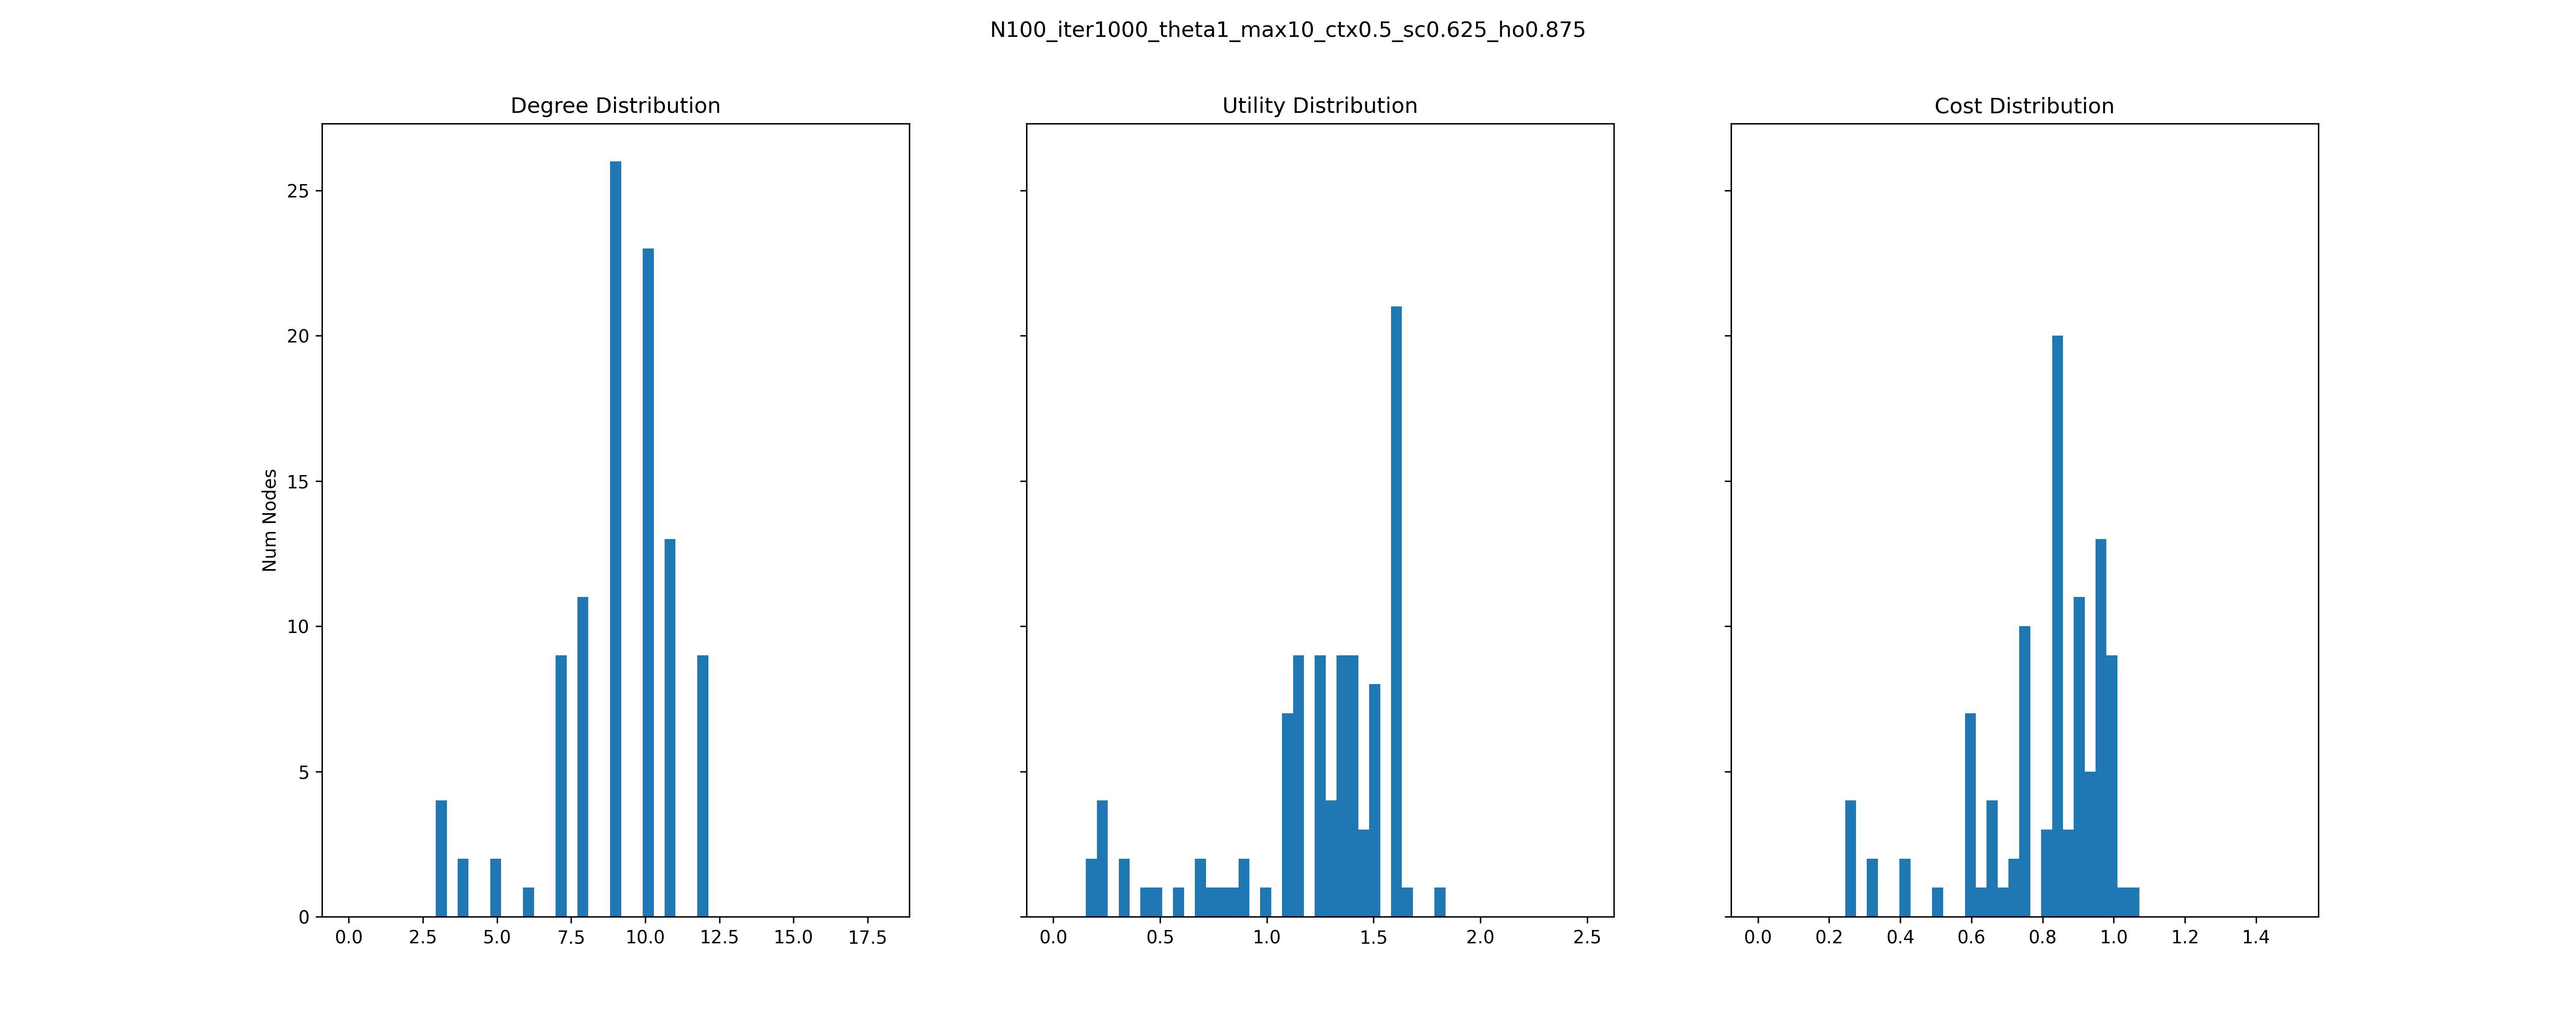 N100_iter1000_theta1_max10_ctx0.5_sc0.625_ho0.875
Degree Distribution
Utility Distribution
Cost Distribution
Num Nodes
25
20
15
10
5
0
0.0 2.5 5.0 7.5 10.0 12.5 15.0 17.5
0.0 0.5 1.0 1.5 2.0 2.5
0.0 0.2 0.4 0.6 0.8 1.0 1.2 1.4